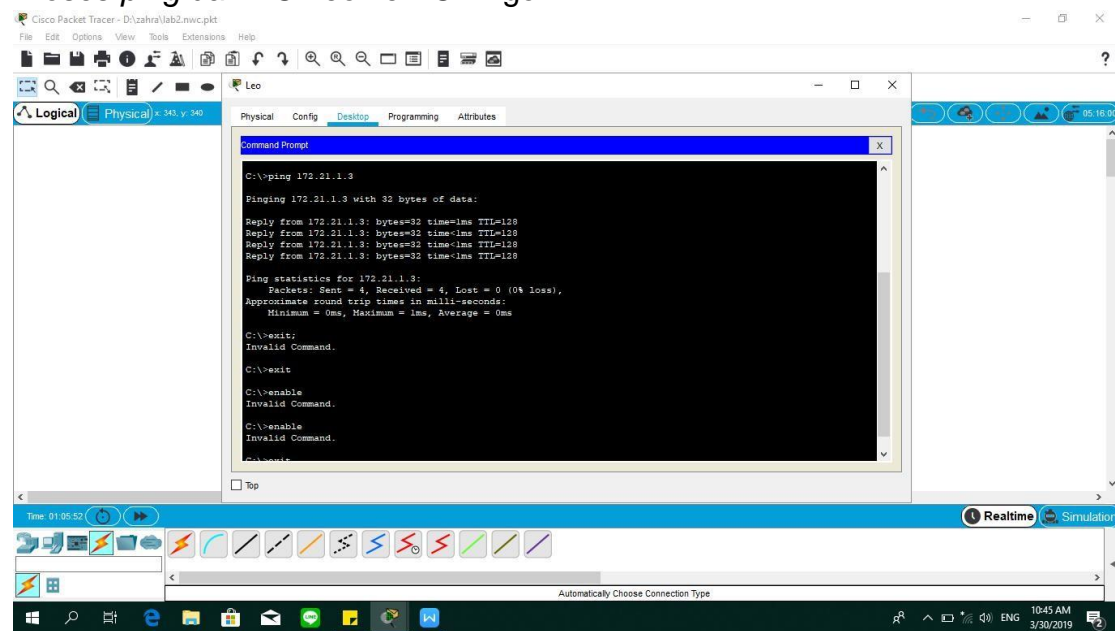 Cisco Packet Tracer - D:\zahra\lab2.nwc.pkt
File Edit Options View Tools Extensions Help
?
Leo
Logical Physical x: 343, y: 340
05:16:00
Physical Config Desktop Programming Attributes
Command Prompt
X
C:\>ping 172.21.1.3
Pinging 172.21.1.3 with 32 bytes of data:
Reply from 172.21.1.3: bytes=32 time=1ms TTL=128
Reply from 172.21.1.3: bytes=32 time<1ms TTL=128
Reply from 172.21.1.3: bytes=32 time<1ms TTL=128
Reply from 172.21.1.3: bytes=32 time<1ms TTL=128
Ping statistics for 172.21.1.3:
Packets: Sent = 4, Received = 4, Lost = 0 (0% loss),
Approximate round trip times in milli-seconds:
Minimum = 0ms, Maximum = 1ms, Average = 0ms
C:\>exit;
Invalid Command.
C:\>exit
C:\>enable
Invalid Command.
C:\>enable
Invalid Command.
C:\>exit
Top
Time: 01:05:52
Realtime Simulation
Automatically Choose Connection Type
ENG
10:45 AM
3/30/2019